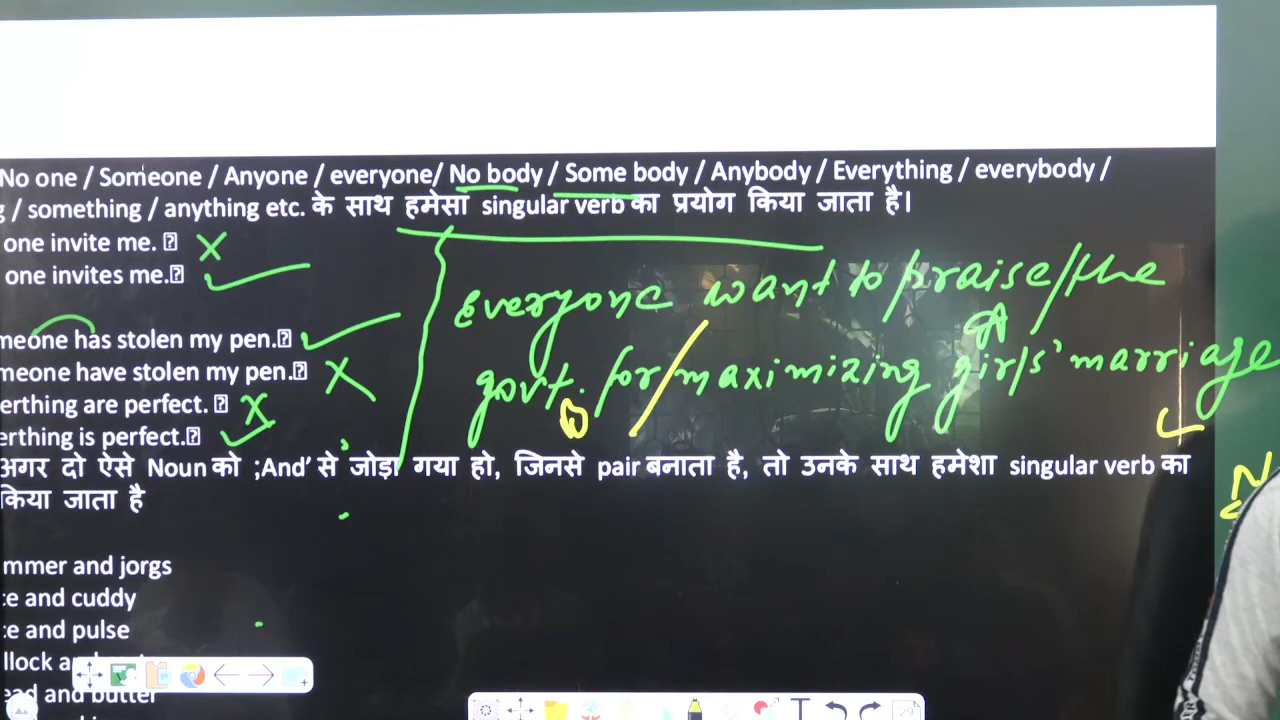 No one / Someone / Anyone / everyone/ No body / Some body / Anybody / Everything / everybody /
/ something / anything etc. के साथ हमेसा singular verb का प्रयोग किया जाता है।
one invite me. X
one invites me.
everyone want to praise/the
meone has stolen my pen.
govt. for/maximizing girls' marriage
meone have stolen my pen. X
erthing are perfect. X
erthing is perfect.
अगर दो ऐसे Noun को ;And' से जोड़ा गया हो, जिनसे pair बनाता है, तो उनके साथ हमेशा singular verb का
किया जाता है
N
mmer and jorgs
e and cuddy
e and pulse
llock a
ead and butter